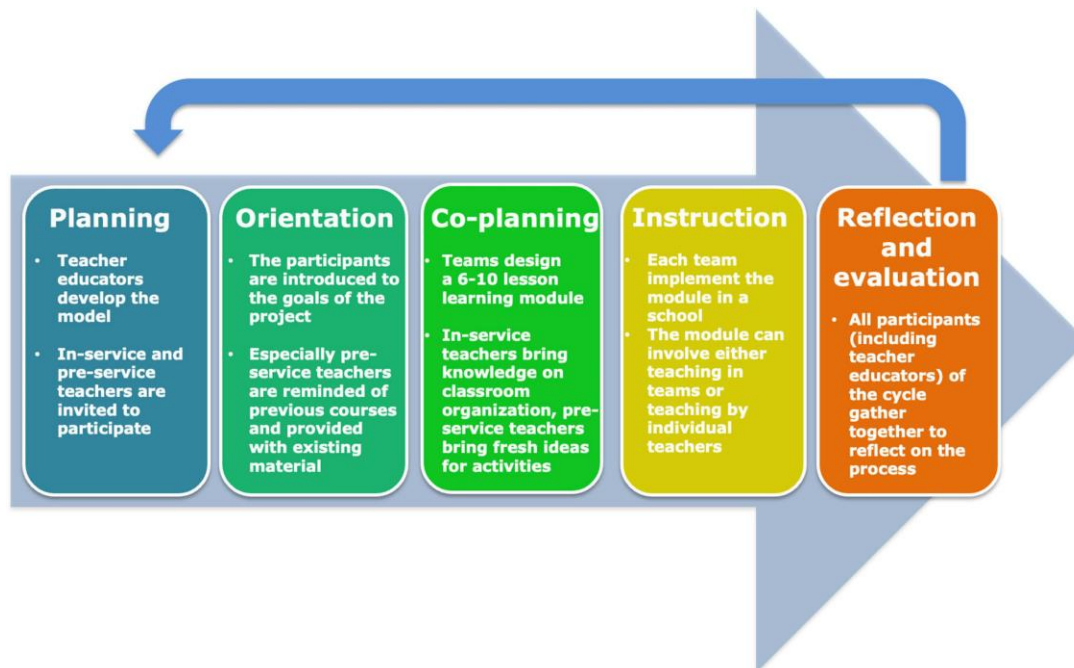 Planning
• Teacher
educators
develop the
model
• In-service and
pre-service
teachers are
invited to
participate
Orientation
• The participants
are introduced to
the goals of the
project
• Especially pre-
service teachers
are reminded of
previous courses
and provided
with existing
material
Co-planning
• Teams design
a 6-10 lesson
learning module
• In-service
teachers bring
knowledge on
classroom
organization, pre-
service teachers
bring fresh ideas
for activities
Instruction
• Each team
implement the
module in a
school
• The module can
involve either
teaching in
teams or
teaching by
individual
teachers
Reflection
and
evaluation
• All participants
(including
teacher
educators) of
the cycle
gather
together to
reflect on the
process